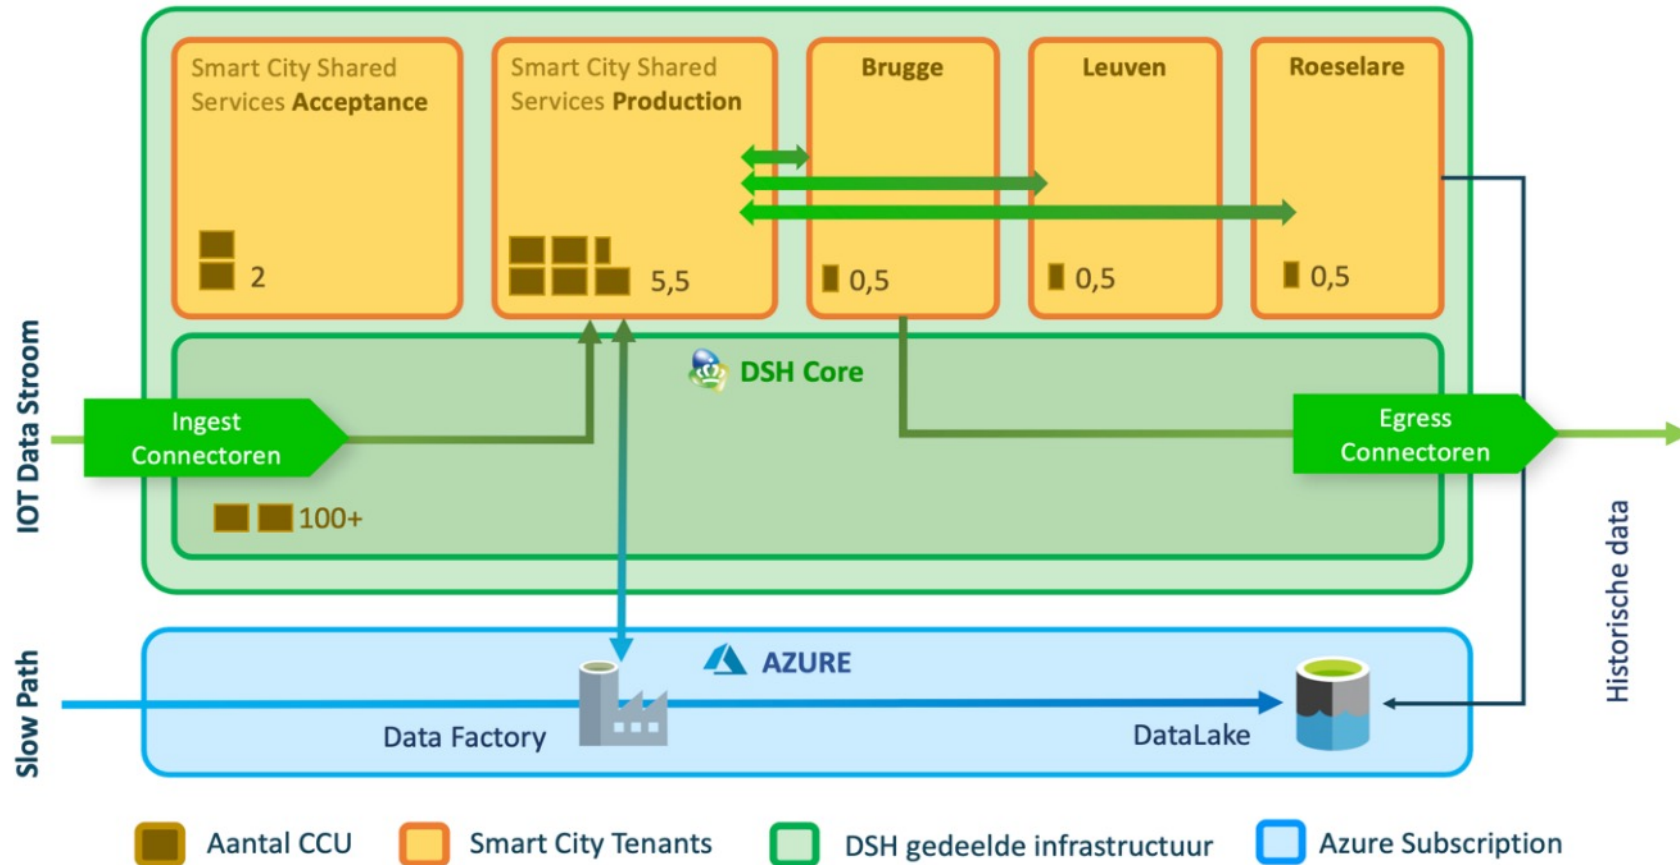 Smart City Shared
Services Acceptance
2
Smart City Shared
Services Production
5,5
Brugge
0,5
Leuven
0,5
Roeselare
0,5
DSH Core
IOT Data Stroom
Ingest
Connectoren
Egress
Connectoren
100+
Historische data
Slow Path
AZURE
Data Factory
DataLake
Aantal CCU
Smart City Tenants
DSH gedeelde infrastructuur
Azure Subscription